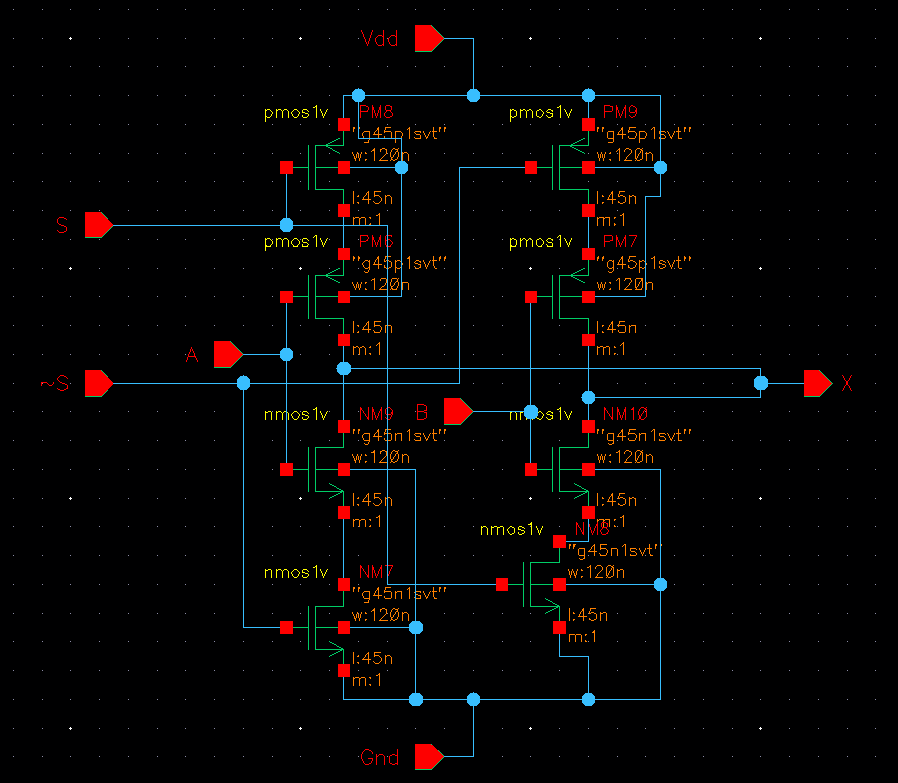 Vdd
pmos1v PM8
"g45p1svt"
w:120n
l:45n
m:1
pmos1v PM9
"g45p1svt"
w:120n
l:45n
m:1
S
pmos1v PM6
"g45p1svt"
w:120n
l:45n
m:1
pmos1v PM7
"g45p1svt"
w:120n
l:45n
m:1
A
~S
X
nmos1v NM9
"g45n1svt"
w:120n
l:45n
m:1
B
nmos1v NM10
"g45n1svt"
w:120n
l:45n
m:1
nmos1v NM8
"g45n1svt"
w:120n
l:45n
m:1
nmos1v NM7
"g45n1svt"
w:120n
l:45n
m:1
Gnd